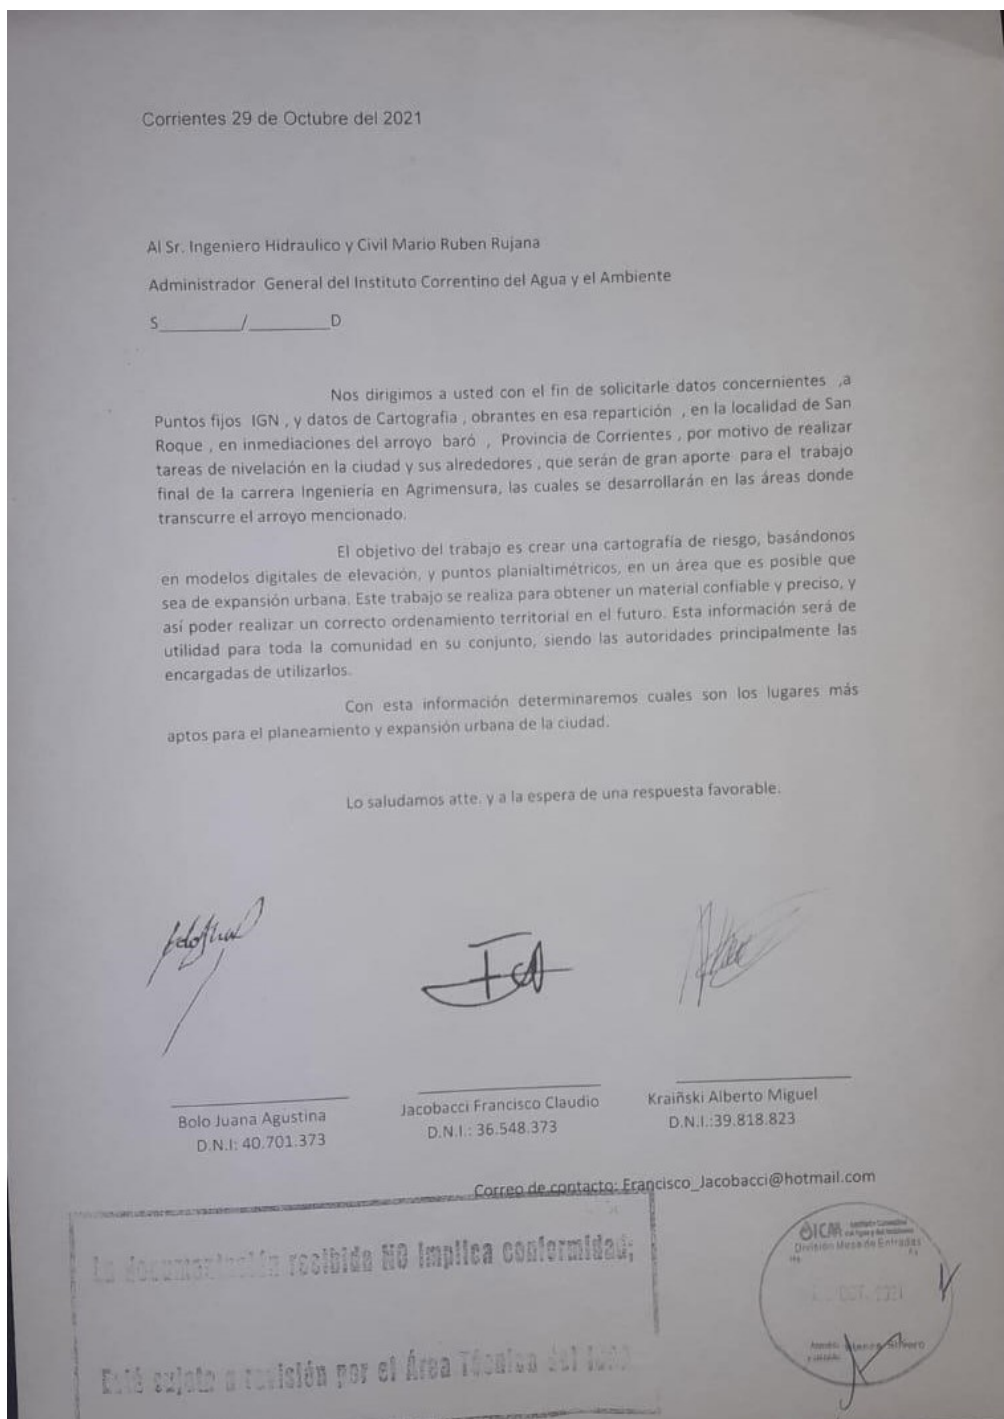 Corrientes 29 de Octubre del 2021
Al Sr. Ingeniero Hidraulico y Civil Mario Ruben Rujana
Administrador General del Instituto Correntino del Agua y el Ambiente
S________/________D
Nos dirigimos a usted con el fin de solicitarle datos concernientes ,a
Puntos fijos IGN , y datos de Cartografia , obrantes en esa repartición , en la localidad de San
Roque , en inmediaciones del arroyo baró , Provincia de Corrientes , por motivo de realizar
tareas de nivelación en la ciudad y sus alrededores , que serán de gran aporte para el trabajo
final de la carrera Ingeniería en Agrimensura, las cuales se desarrollarán en las áreas donde
transcurre el arroyo mencionado.
El objetivo del trabajo es crear una cartografía de riesgo, basándonos
en modelos digitales de elevación, y puntos planialtimétricos, en un área que es posible que
sea de expansión urbana. Este trabajo se realiza para obtener un material confiable y preciso, y
así poder realizar un correcto ordenamiento territorial en el futuro. Esta información será de
utilidad para toda la comunidad en su conjunto, siendo las autoridades principalmente las
encargadas de utilizarlos.
Con esta información determinaremos cuales son los lugares más
aptos para el planeamiento y expansión urbana de la ciudad.
Lo saludamos atte. y a la espera de una respuesta favorable.
Bolo Juana Agustina
D.N.I: 40.701.373
Jacobacci Francisco Claudio
D.N.I.: 36.548.373
Kraiñski Alberto Miguel
D.N.I.:39.818.823
Correo de contacto: Francisco_Jacobacci@hotmail.com
La documentación recibida NO implica conformidad;
Esté sujeto a revisión por el Área Técnica del
ICAA
División Mesa de Entradas
OCT. 2021